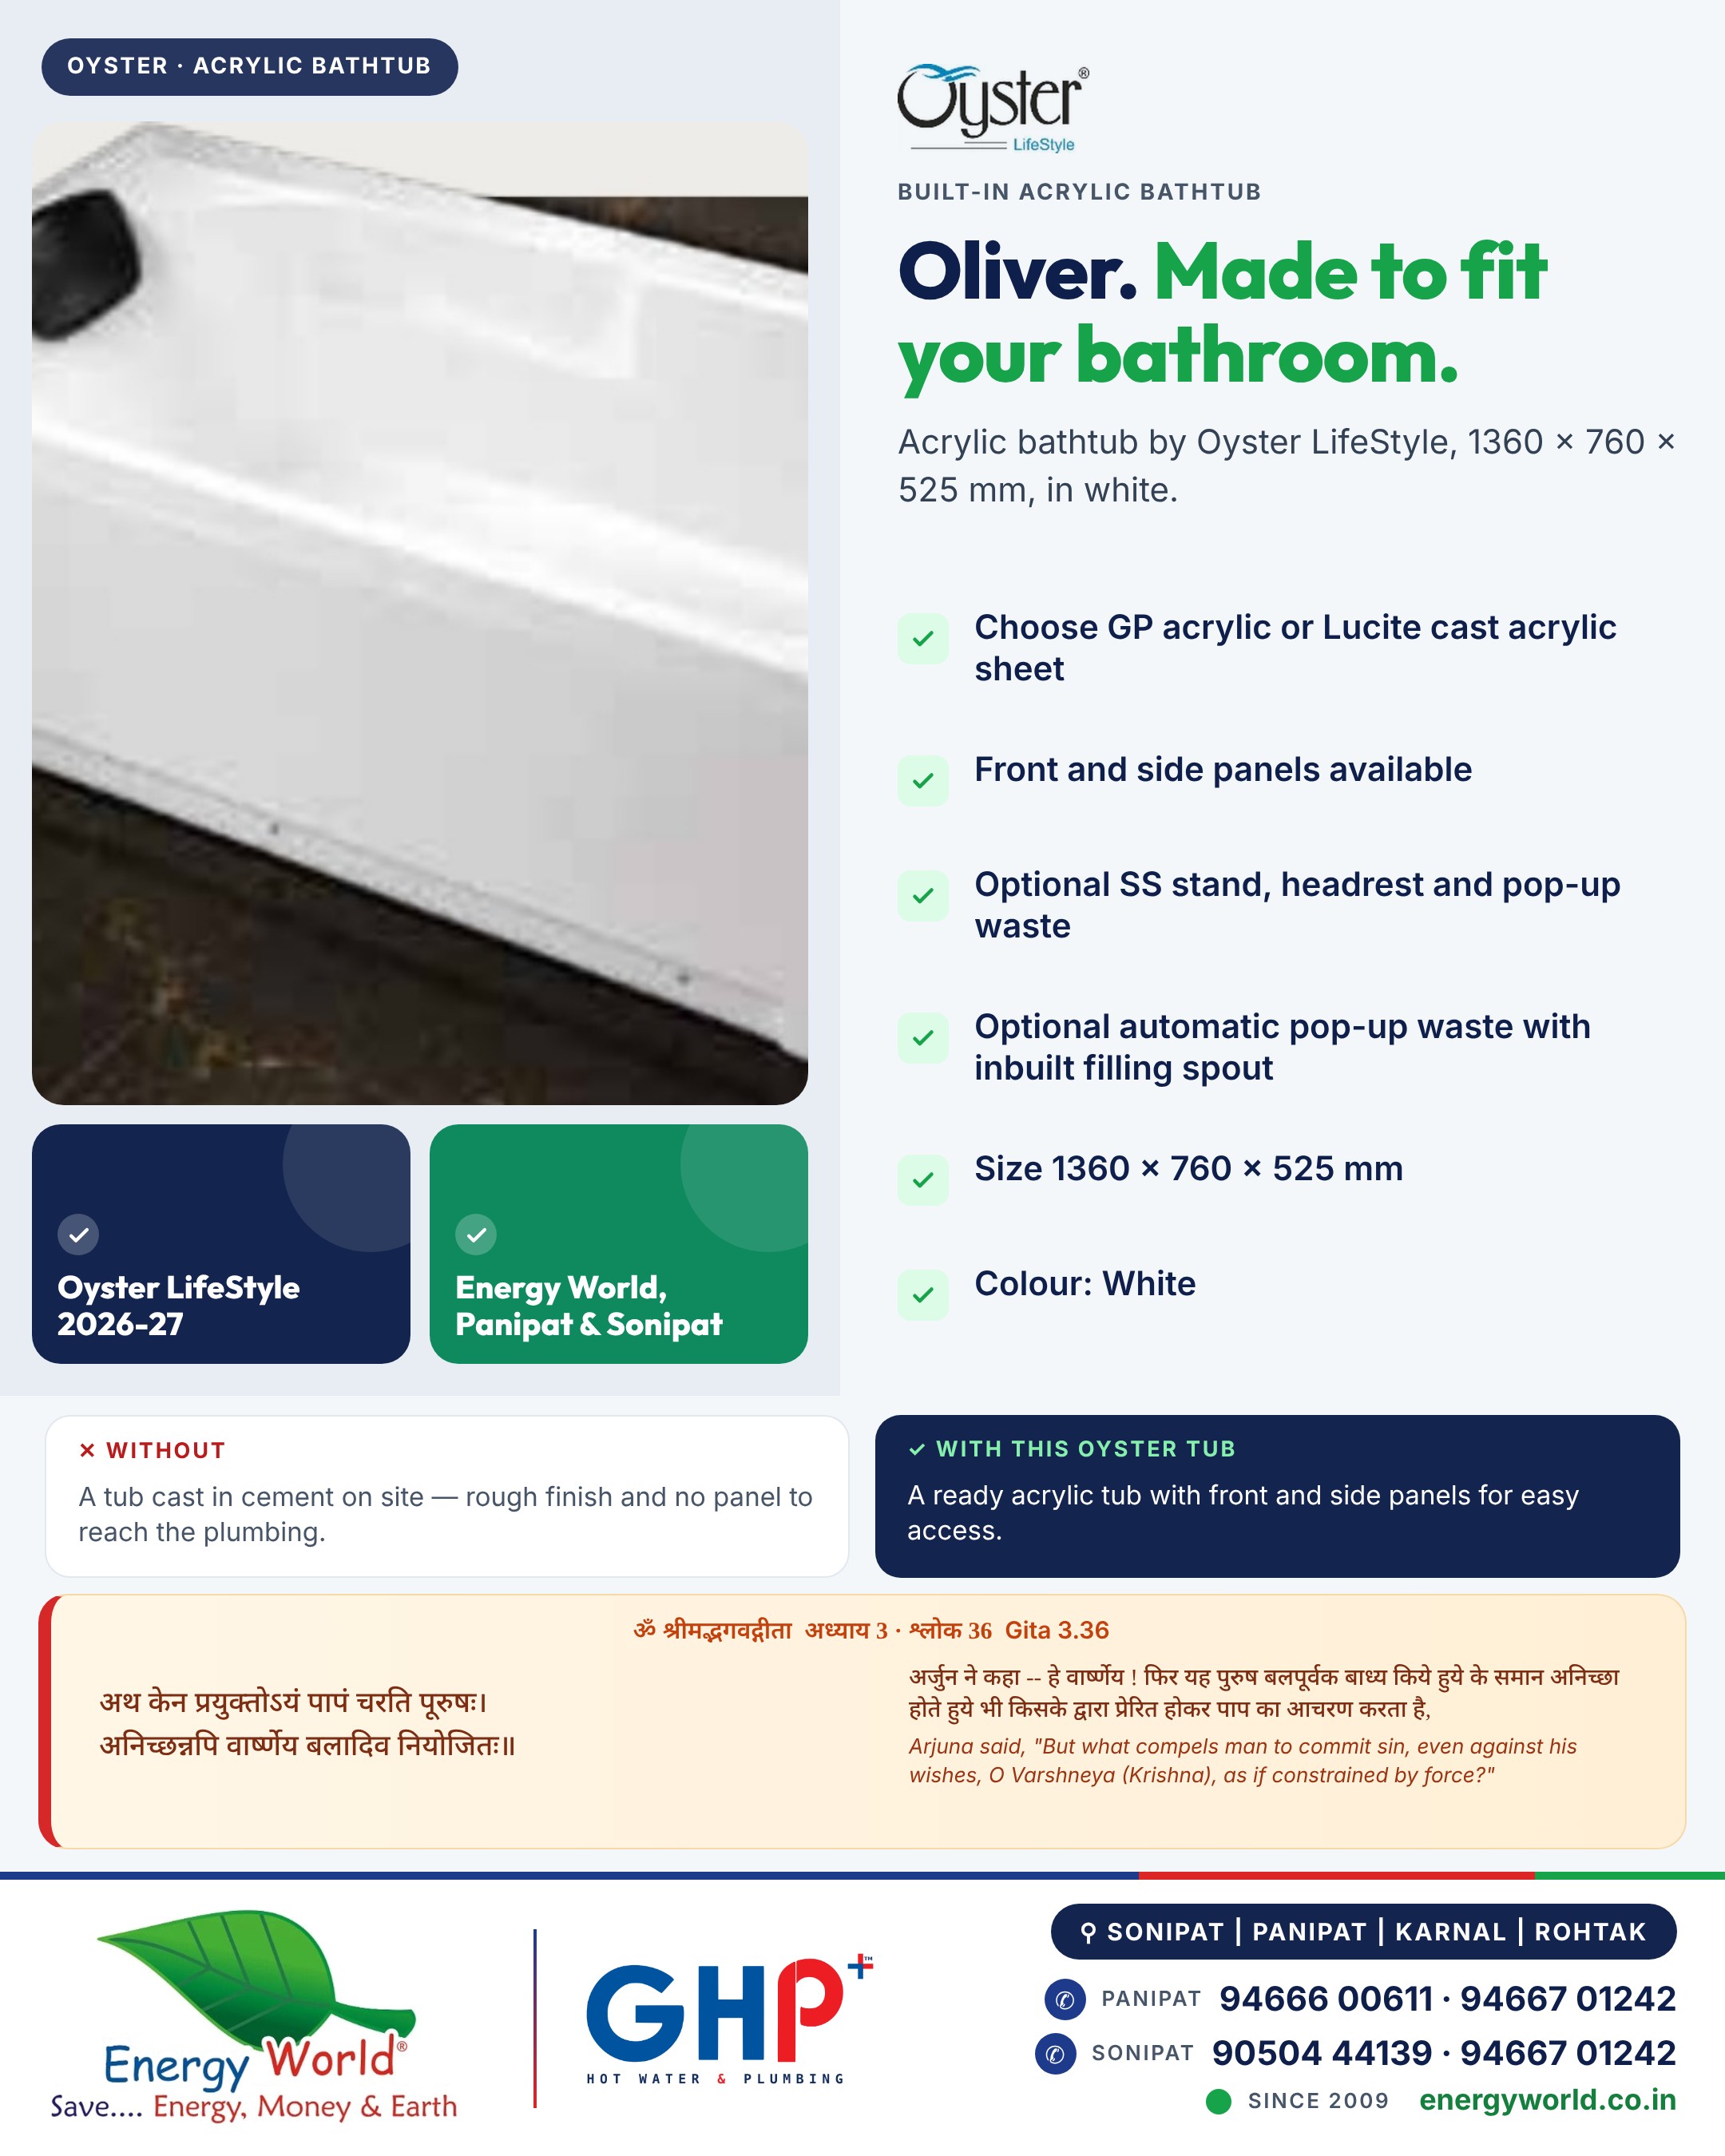 OYSTER · ACRYLIC BATHTUB
Oyster®
LifeStyle
BUILT-IN ACRYLIC BATHTUB
Oliver. Made to fit
your bathroom.
Acrylic bathtub by Oyster LifeStyle, 1360 × 760 ×
525 mm, in white.
✓ Choose GP acrylic or Lucite cast acrylic
sheet
✓ Front and side panels available
✓ Optional SS stand, headrest and pop-up
waste
✓ Optional automatic pop-up waste with
inbuilt filling spout
✓ Size 1360 × 760 × 525 mm
✓ Colour: White
✓ Oyster LifeStyle
2026-27
✓ Energy World,
Panipat & Sonipat
× WITHOUT
A tub cast in cement on site — rough finish and no panel to
reach the plumbing.
✓ WITH THIS OYSTER TUB
A ready acrylic tub with front and side panels for easy
access.
ॐ श्रीमद्भगवद्गीता अध्याय 3 · श्लोक 36 Gita 3.36
अथ केन प्रयुक्तोऽयं पापं चरति पूरुषः।
अनिच्छन्नपि वार्ष्णेय बलादिव नियोजितः॥
अर्जुन ने कहा -- हे वार्ष्णेय ! फिर यह पुरुष बलपूर्वक बाध्य किये हुये के समान अनिच्छा
होते हुये भी किसके द्वारा प्रेरित होकर पाप का आचरण करता है,
Arjuna said, "But what compels man to commit sin, even against his
wishes, O Varshneya (Krishna), as if constrained by force?"
Energy World®
Save.... Energy, Money & Earth
GHP+™
HOT WATER & PLUMBING
SONIPAT | PANIPAT | KARNAL | ROHTAK
PANIPAT 94666 00611 · 94667 01242
SONIPAT 90504 44139 · 94667 01242
SINCE 2009 energyworld.co.in